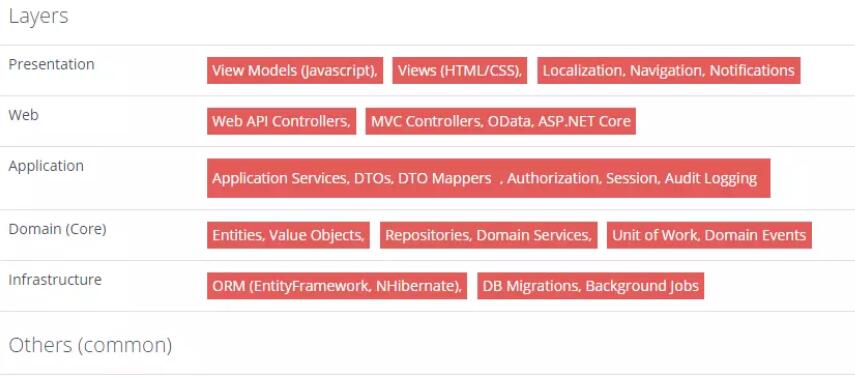 Layers
Presentation View Models (Javascript), Views (HTML/CSS), Localization, Navigation, Notifications
Web Web API Controllers, MVC Controllers, OData, ASP.NET Core
Application Application Services, DTOs, DTO Mappers , Authorization, Session, Audit Logging
Domain (Core) Entities, Value Objects, Repositories, Domain Services, Unit of Work, Domain Events
Infrastructure ORM (EntityFramework, NHibernate), DB Migrations, Background Jobs
Others (common)